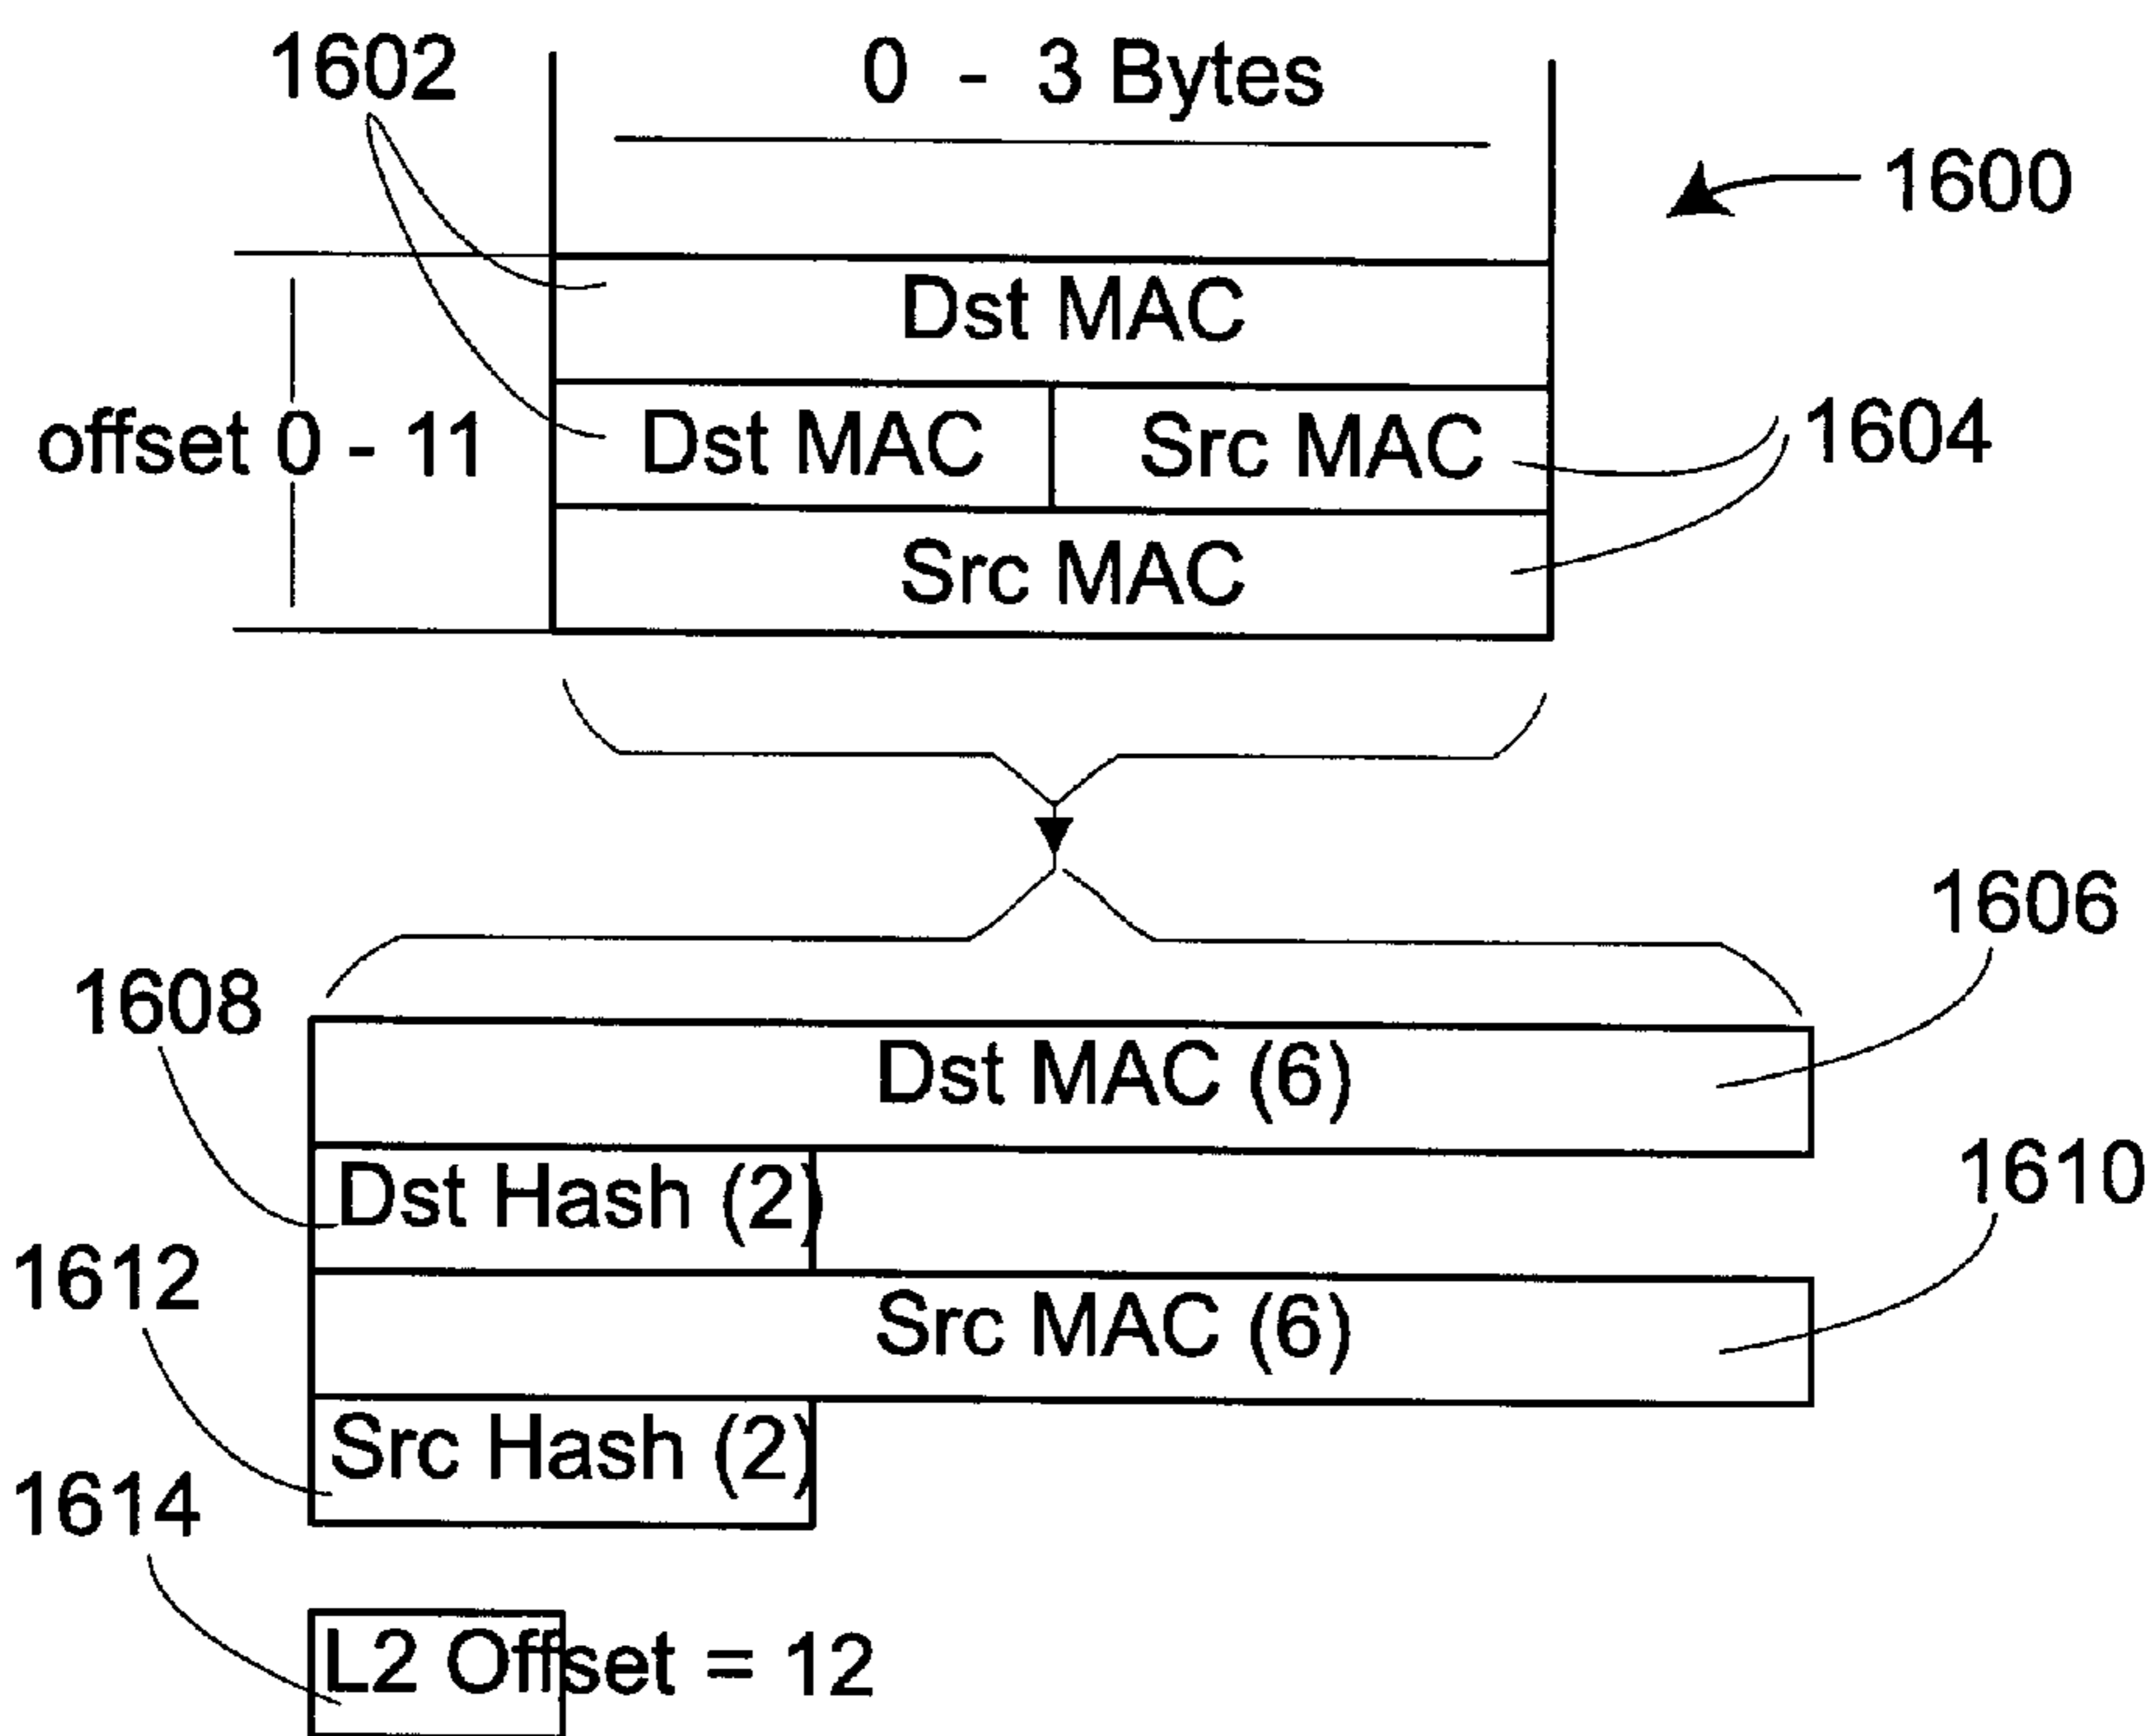 1602
0 - 3 Bytes
1600
Dst MAC
offset 0 - 11
Dst MAC
Src MAC
1604
Src MAC
1606
1608
Dst MAC (6)
1610
Dst Hash (2)
1612
Src MAC (6)
Src Hash (2)
1614
L2 Offset = 12